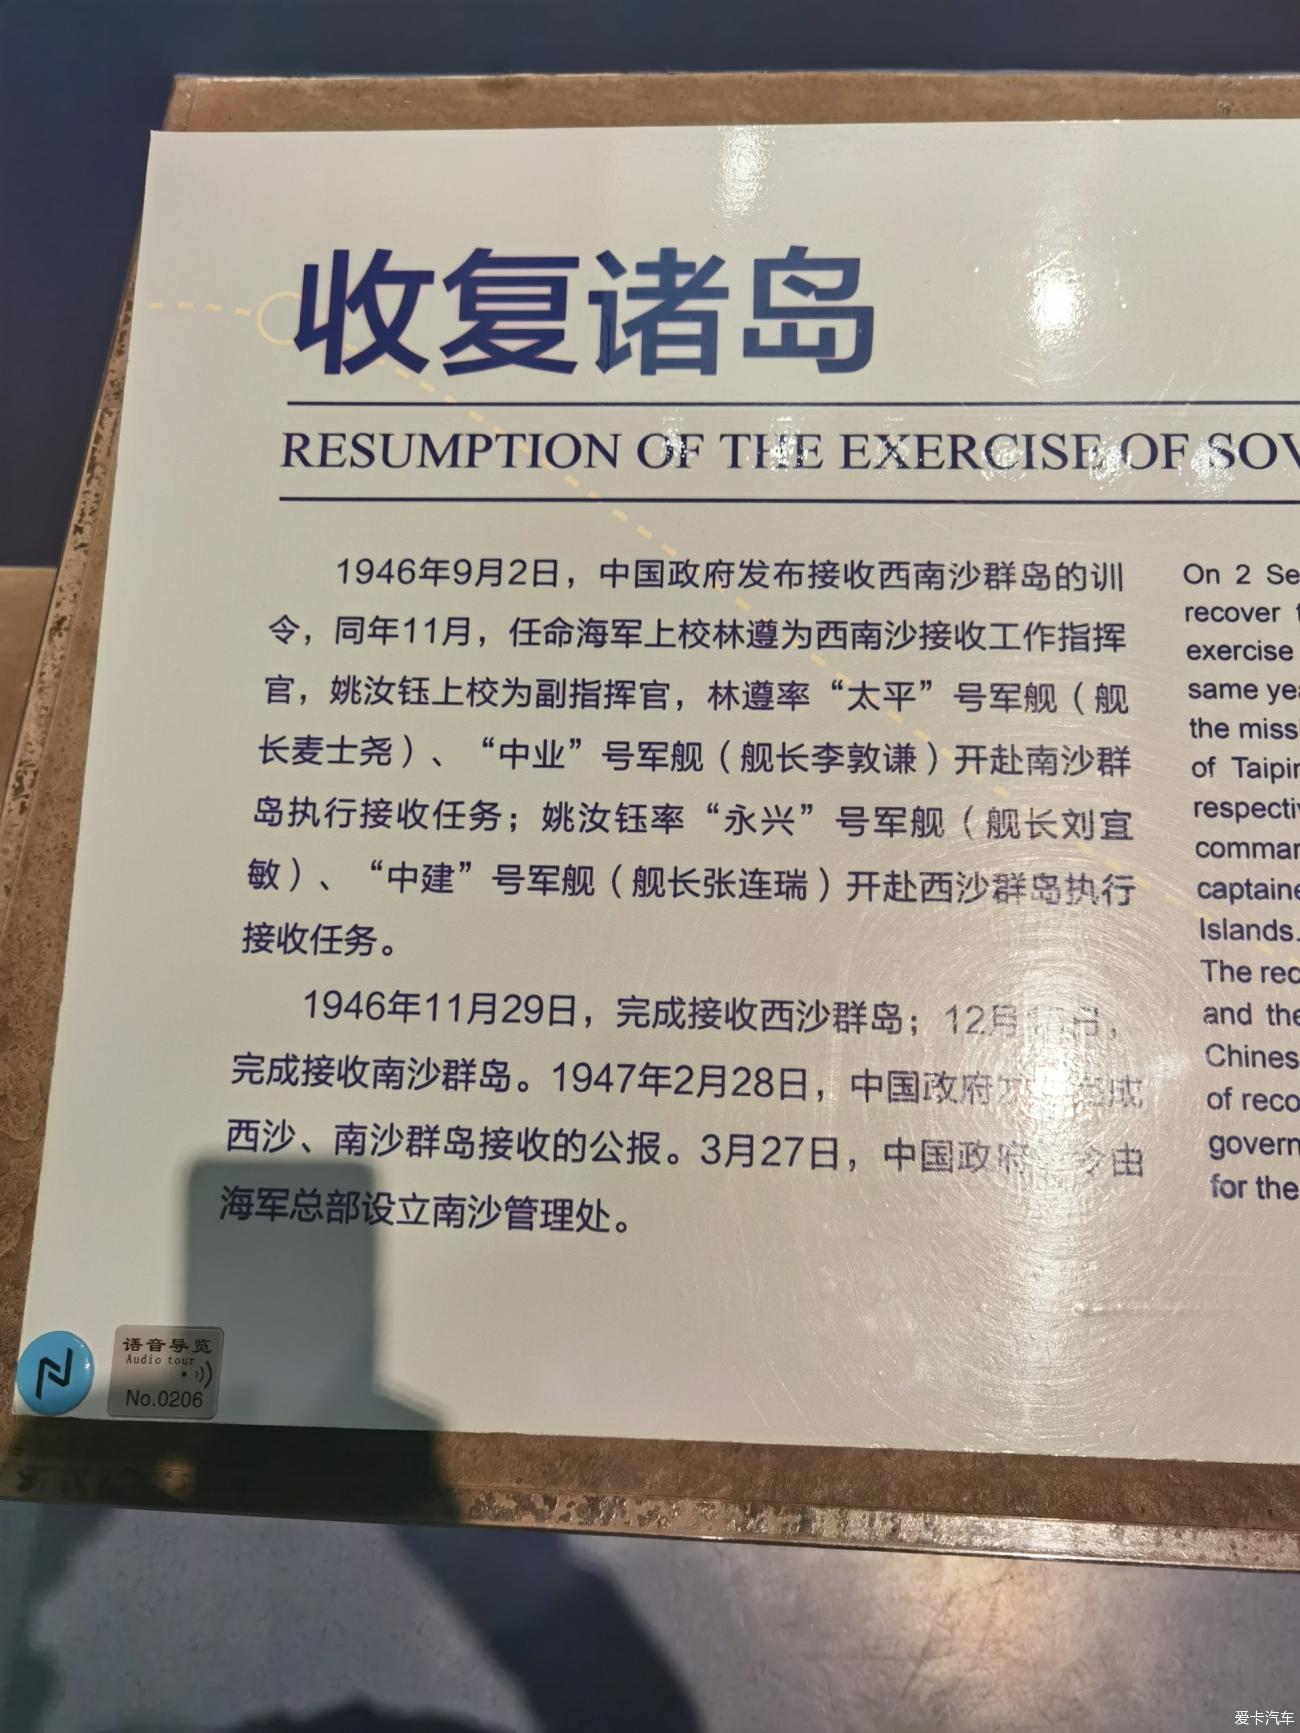 收复诸岛
RESUMPTION OF THE EXERCISE OF SOV
1946年9月2日，中国政府发布接收西南沙群岛的训
令，同年11月，任命海军上校林遵为西南沙接收工作指挥
官，姚汝钰上校为副指挥官，林遵率“太平”号军舰（舰
长麦士尧）、“中业”号军舰（舰长李敦谦）开赴南沙群
岛执行接收任务；姚汝钰率“永兴”号军舰（舰长刘宜
敏）、“中建”号军舰（舰长张连瑞）开赴西沙群岛执行
接收任务。
1946年11月29日，完成接收西沙群岛；12月 日，
完成接收南沙群岛。1947年2月28日，中国政府 完成
西沙、南沙群岛接收的公报。3月27日，中国政府 令由
海军总部设立南沙管理处。
On 2 Se
recover t
exercise
same yea
the missi
of Taipin
respectiv
comman
captaine
Islands.
The rec
and the
Chines
of reco
govern
for the
语音导览
Audio tour
No.0206
爱卡汽车